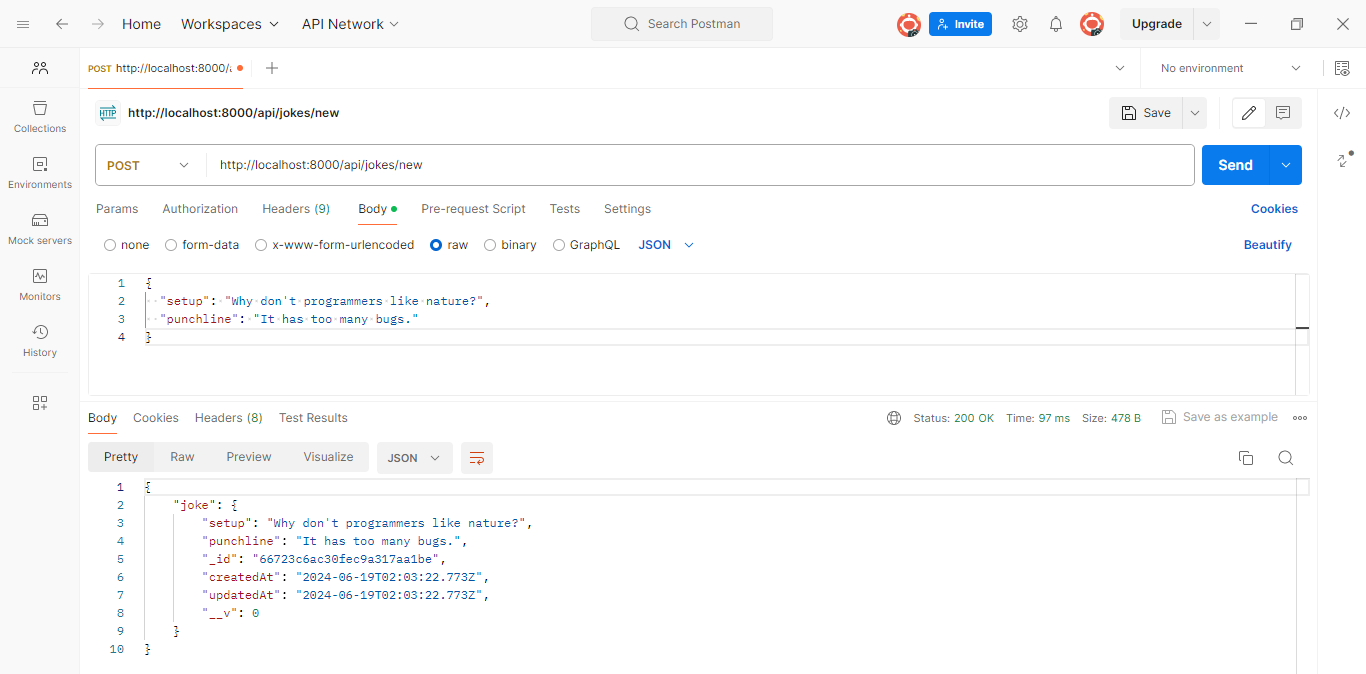 Home Workspaces API Network Search Postman Invite Upgrade
POST http://localhost:8000/a No environment
Collections
Environments
Mock servers
Monitors
History
HTTP http://localhost:8000/api/jokes/new Save
POST http://localhost:8000/api/jokes/new Send
Params Authorization Headers (9) Body Pre-request Script Tests Settings Cookies
none form-data x-www-form-urlencoded raw binary GraphQL JSON Beautify
1 {
2 "setup": "Why don't programmers like nature?",
3 "punchline": "It has too many bugs."
4 }
Body Cookies Headers (8) Test Results Status: 200 OK Time: 97 ms Size: 478 B Save as example
Pretty Raw Preview Visualize JSON
1 {
2 "joke": {
3 "setup": "Why don't programmers like nature?",
4 "punchline": "It has too many bugs.",
5 "_id": "66723c6ac30fec9a317aa1be",
6 "createdAt": "2024-06-19T02:03:22.773Z",
7 "updatedAt": "2024-06-19T02:03:22.773Z",
8 "__v": 0
9 }
10 }